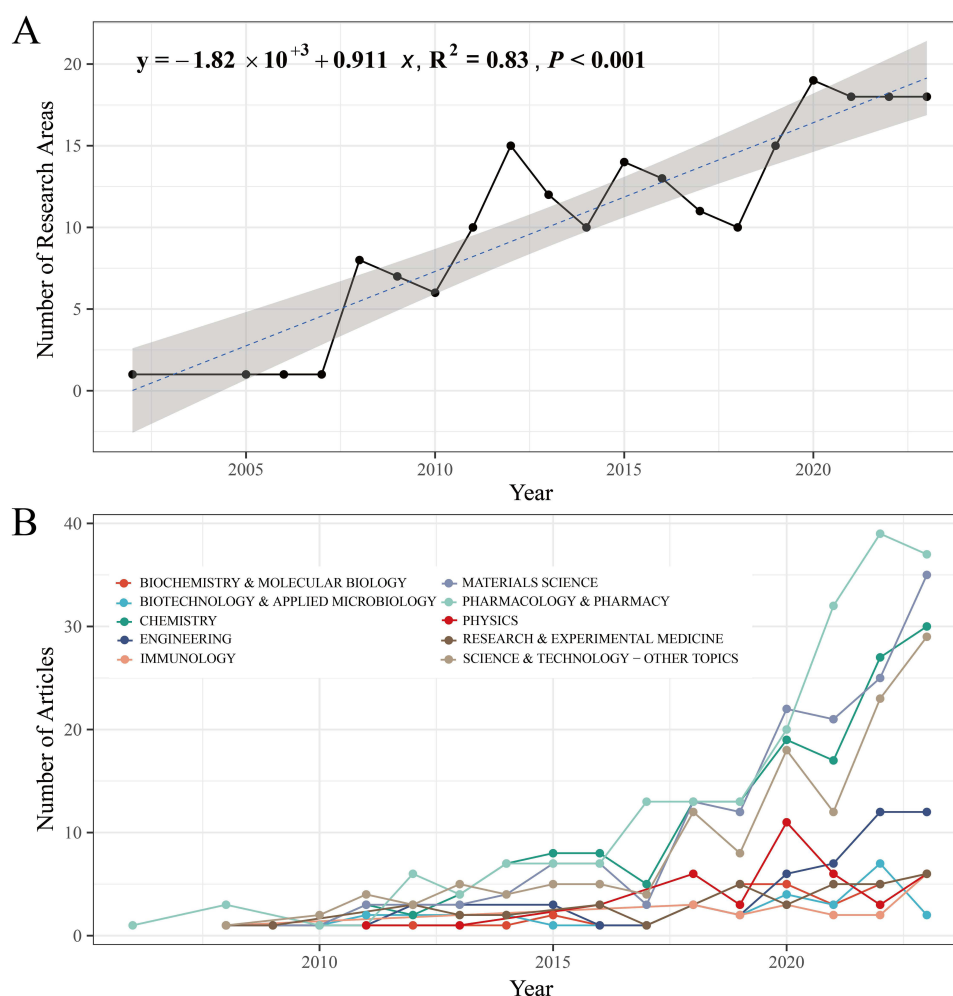 A
y = −1.82 × 10⁺³ + 0.911 x, R² = 0.83 , P < 0.001
Number of Research Areas
20
15
10
5
0
2005
2010
2015
2020
Year
B
Number of Articles
40
30
20
10
0
BIOCHEMISTRY & MOLECULAR BIOLOGY
BIOTECHNOLOGY & APPLIED MICROBIOLOGY
CHEMISTRY
ENGINEERING
IMMUNOLOGY
MATERIALS SCIENCE
PHARMACOLOGY & PHARMACY
PHYSICS
RESEARCH & EXPERIMENTAL MEDICINE
SCIENCE & TECHNOLOGY − OTHER TOPICS
2010
2015
2020
Year